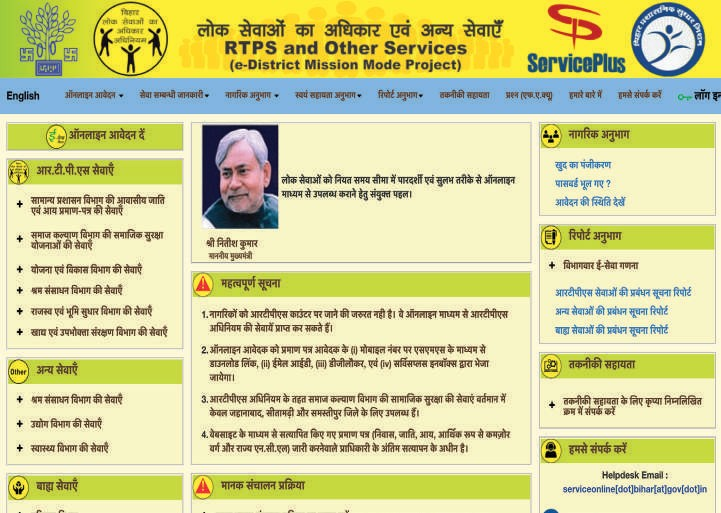 बिहार
लोक सेवाओं का
अधिकार
अधिनियम
लोक सेवाओं का अधिकार एवं अन्य सेवाएँ
RTPS and Other Services
(e-District Mission Mode Project)
ServicePlus
बिहार प्रशासनिक सुधार मिशन
English
ऑनलाइन आवेदन
सेवा सम्बन्धी जानकारी
नागरिक अनुभाग
स्वयं सहायता अनुभाग
रिपोर्ट अनुभाग
तकनीकी सहायता
प्रश्न (एफ.ए.क्यू)
हमारे बारे में
हमसे संपर्क करें
लॉग इन
ऑनलाइन आवेदन दें
आर.टी.पी.एस सेवाएँ
+ सामान्य प्रशासन विभाग की आवासीय जाति
एवं आय प्रमाण-पत्र की सेवाएँ
+ समाज कल्याण विभाग की समाजिक सुरक्षा
योजनाओं की सेवाएँ
+ योजना एवं विकास विभाग की सेवाएँ
+ श्रम संसाधन विभाग की सेवाएँ
+ राजस्व एवं भूमि सुधार विभाग की सेवाएँ
+ खाद्य एवं उपभोक्ता संरक्षण विभाग की सेवाएँ
Other अन्य सेवाएँ
+ श्रम संसाधन विभाग की सेवाएँ
+ उद्योग विभाग की सेवाएँ
+ स्वास्थ्य विभाग की सेवाएँ
बाह्य सेवाएँ
लोक सेवाओं को नियत समय सीमा में पारदर्शी एवं सुलभ तरीके से ऑनलाइन
माध्यम से उपलब्ध कराने हेतु संयुक्त पहल।
श्री नितीश कुमार
माननीय मुख्यमंत्री
महत्वपूर्ण सूचना
1. नागरिकों को आरटीपीएस काउंटर पर जाने की जरुरत नही है। वे ऑनलाइन माध्यम से आरटीपीएस
अधिनियम की सेवायें प्राप्त कर सकते हैं।
2. ऑनलाइन आवेदक को प्रमाण पत्र आवेदक के (i) मोबाइल नंबर पर एसएमएस के माध्यम से
डाउनलोड लिंक, (ii) ईमेल आईडी, (iii) डीजीलौकर, एवं (iv) सर्विसप्लस इनबॉक्स द्वारा भेजा
जायेगा।
3. आरटीपीएस अधिनियम के तहत समाज कल्याण विभाग की सामाजिक सुरक्षा की सेवाएं वर्तमान में
केवल जहानाबाद, सीतामढ़ी और समस्तीपुर जिले के लिए उपलब्ध हैं।
4. वेबसाइट के माध्यम से सत्यापित किए गए प्रमाण पत्र (निवास, जाति, आय, आर्थिक रूप से कमज़ोर
वर्ग और राज्य एन.सी.एल) जारी करनेवाले प्राधिकारी के अंतिम सत्यापन के अधीन है।
मानक संचालन प्रक्रिया
नागरिक अनुभाग
खुद का पंजीकरण
पासवर्ड भूल गए ?
आवेदन की स्थिति देखें
रिपोर्ट अनुभाग
+ विभागवार ई-सेवा गणना
आरटीपीएस सेवाओं की प्रबंधन सूचना रिपोर्ट
अन्य सेवाओं की प्रबंधन सूचना रिपोर्ट
बाह्य सेवाओं की प्रबंधन सूचना रिपोर्ट
तकनीकी सहायता
+ तकनीकी सहायता के लिए कृप्या निम्नलिखित
क्रम में संपर्क करें
हमसे संपर्क करें
Helpdesk Email :
serviceonline[dot]bihar[at]gov[dot]in